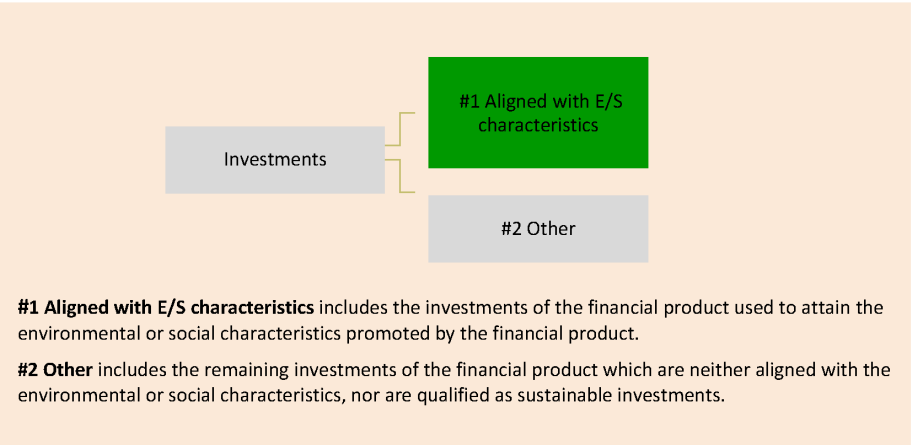 #1 Aligned with E/S
characteristics
Investments
#2 Other
#1 Aligned with E/S characteristics includes the investments of the financial product used to attain the
environmental or social characteristics promoted by the financial product.
#2 Other includes the remaining investments of the financial product which are neither aligned with the
environmental or social characteristics, nor are qualified as sustainable investments.